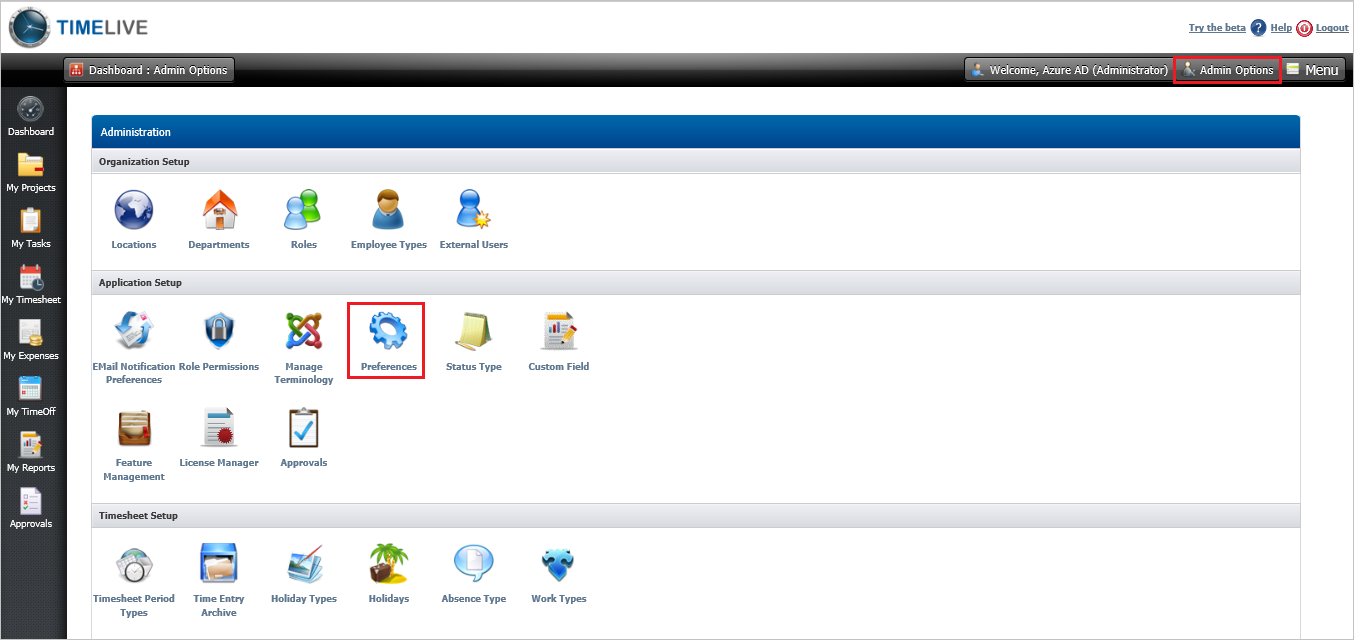 TIMELIVE
Try the beta ? Help Logout
Dashboard : Admin Options
Welcome, Azure AD (Administrator) Admin Options Menu
Dashboard
My Projects
My Tasks
My Timesheet
My Expenses
My TimeOff
My Reports
Approvals
Administration
Organization Setup
Locations Departments Roles Employee Types External Users
Application Setup
EMail Notification Role Permissions Manage Preferences Status Type Custom Field
Preferences Terminology
Feature License Manager Approvals
Management
Timesheet Setup
Timesheet Period Time Entry Holiday Types Holidays Absence Type Work Types
Types Archive